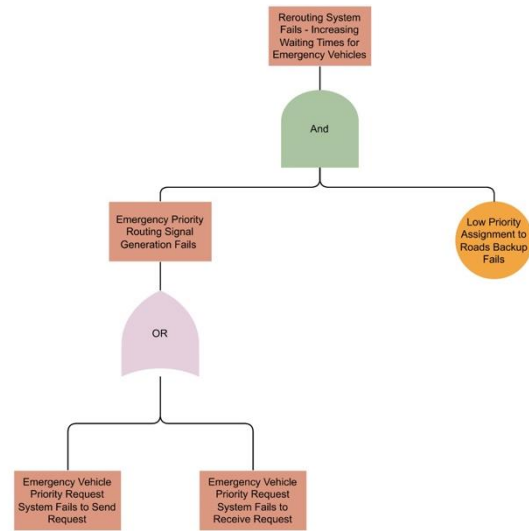 Rerouting System
Fails - Increasing
Waiting Times for
Emergency Vehicles
And
Emergency Priority
Routing Signal
Generation Fails
Low Priority
Assignment to
Roads Backup
Fails
OR
Emergency Vehicle
Priority Request
System Fails to Send
Request
Emergency Vehicle
Priority Request
System Fails to
Receive Request